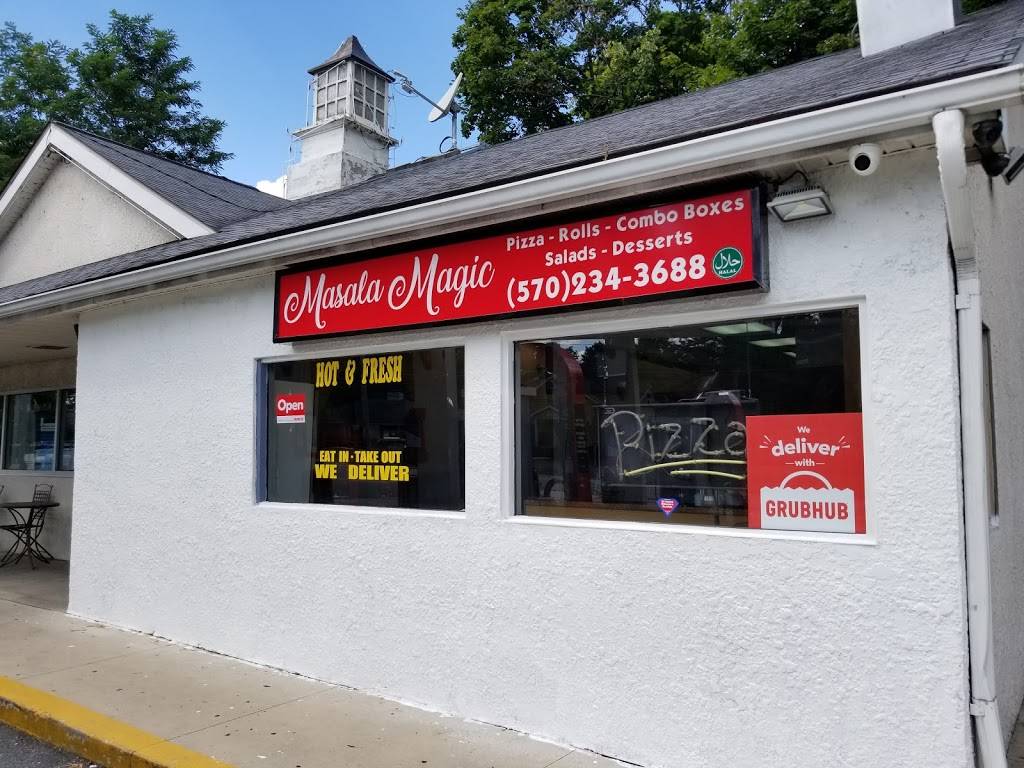 Masala Magic
Pizza - Rolls - Combo Boxes
Salads - Desserts
(570)234-3688
حلال
HALAL
HOT & FRESH
Open
EAT IN - TAKE OUT
WE DELIVER
Pizza
We
deliver
with
GRUBHUB